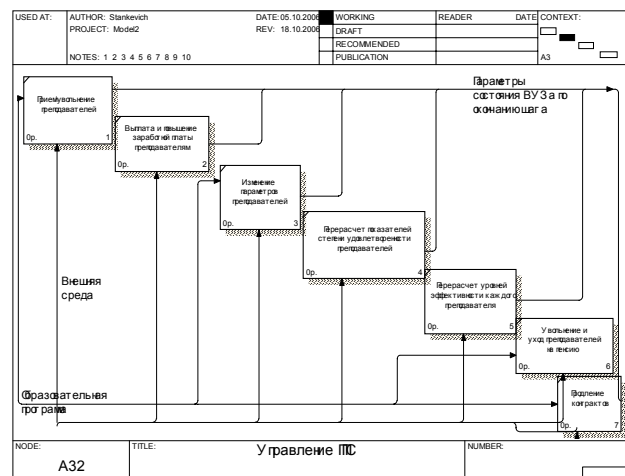 USED AT:
AUTHOR: Stankevich
DATE: 05.10.2006
PROJECT: Model2
REV: 18.10.2006
NOTES: 1 2 3 4 5 6 7 8 9 10
WORKING
DRAFT
RECOMMENDED
PUBLICATION
READER
DATE
CONTEXT:
A3
Параметры
состояния ВУЗа по
окончанию шага
Прием/увольнение
преподавателей
0р. 1
Выплата и повышение
заработной платы
преподавателям
0р. 2
Изменение
параметров
преподавателей
0р. 3
Перерасчет показателей
степени удовлетворенности
преподавателей
0р. 4
Перерасчет уровней
эффективности каждого
преподавателя
0р. 5
Увольнение и
уход преподавателей
на пенсию
0р. 6
Продление
контрактов
0р. 7
Внешняя
среда
Образовательная
программа
NODE:
A32
TITLE:
Управление ППС
NUMBER: